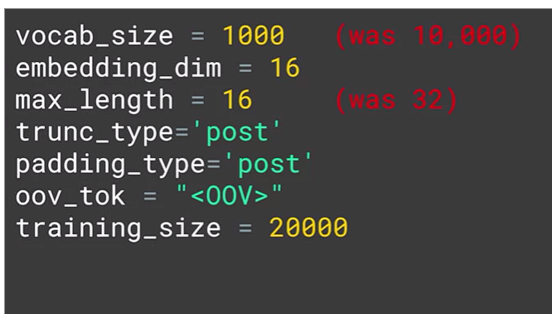 vocab_size = 1000 (was 10,000)
embedding_dim = 16
max_length = 16 (was 32)
trunc_type='post'
padding_type='post'
oov_tok = "<OOV>"
training_size = 20000